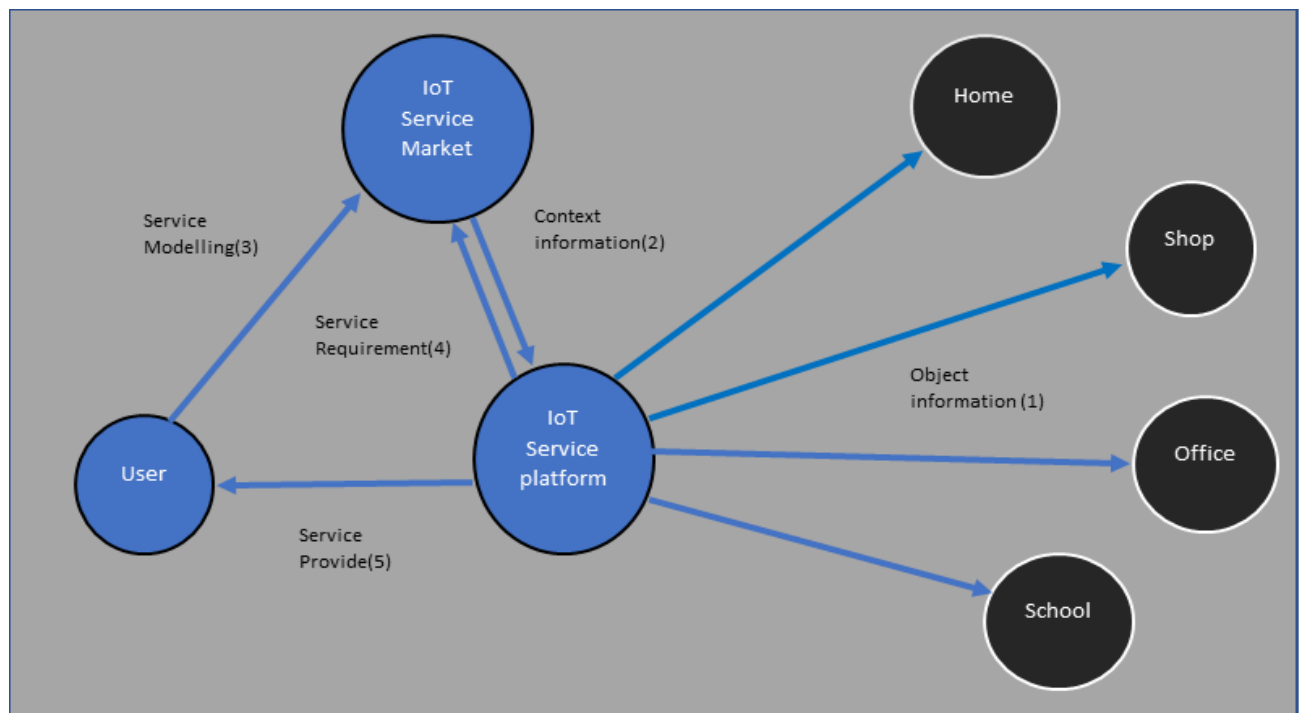 IoT
Service
Market
Home
Service
Modelling(3)
Context
information(2)
Shop
Service
Requirement(4)
Object
information (1)
IoT
Service
platform
User
Office
Service
Provide(5)
School